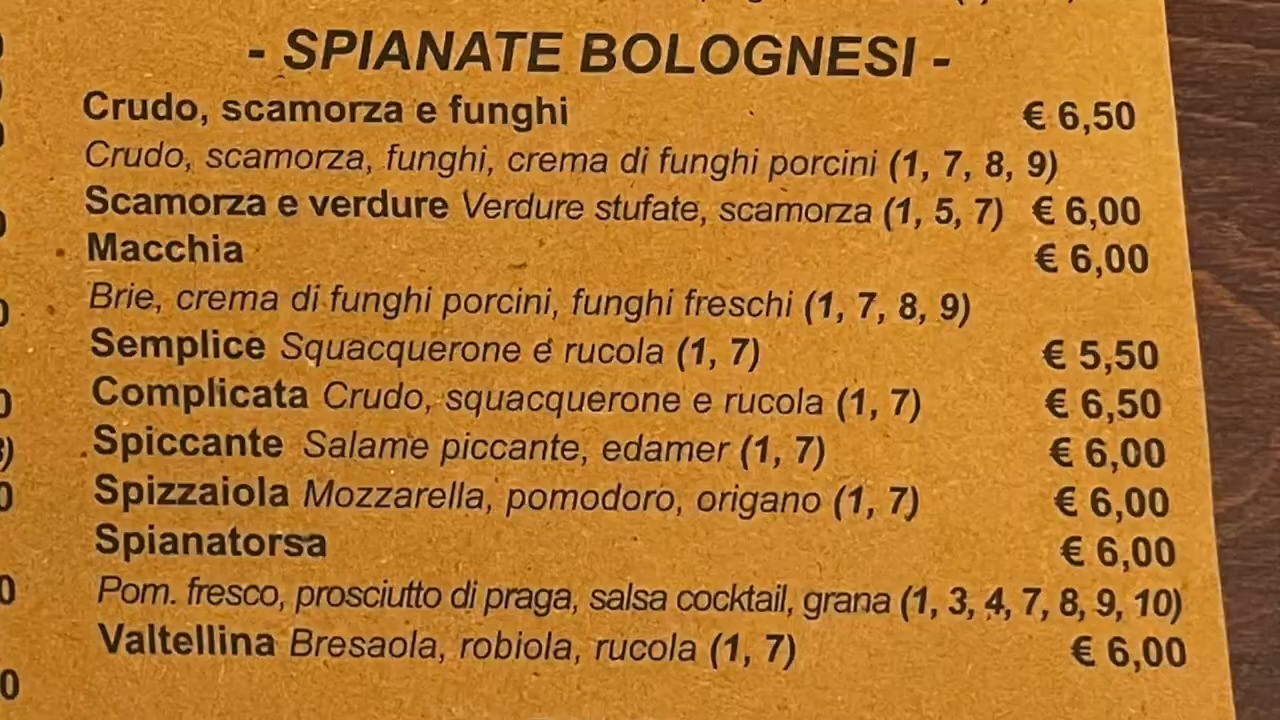 - SPIANATE BOLOGNESI -
Crudo, scamorza e funghi € 6,50
Crudo, scamorza, funghi, crema di funghi porcini (1, 7, 8, 9)
Scamorza e verdure Verdure stufate, scamorza (1, 5, 7) € 6,00
Macchia € 6,00
Brie, crema di funghi porcini, funghi freschi (1, 7, 8, 9)
Semplice Squacquerone e rucola (1, 7) € 5,50
Complicata Crudo, squacquerone e rucola (1, 7) € 6,50
Spiccante Salame piccante, edamer (1, 7) € 6,00
Spizzaiola Mozzarella, pomodoro, origano (1, 7) € 6,00
Spianatorsa € 6,00
Pom. fresco, prosciutto di praga, salsa cocktail, grana (1, 3, 4, 7, 8, 9, 10)
Valtellina Bresaola, robiola, rucola (1, 7) € 6,00